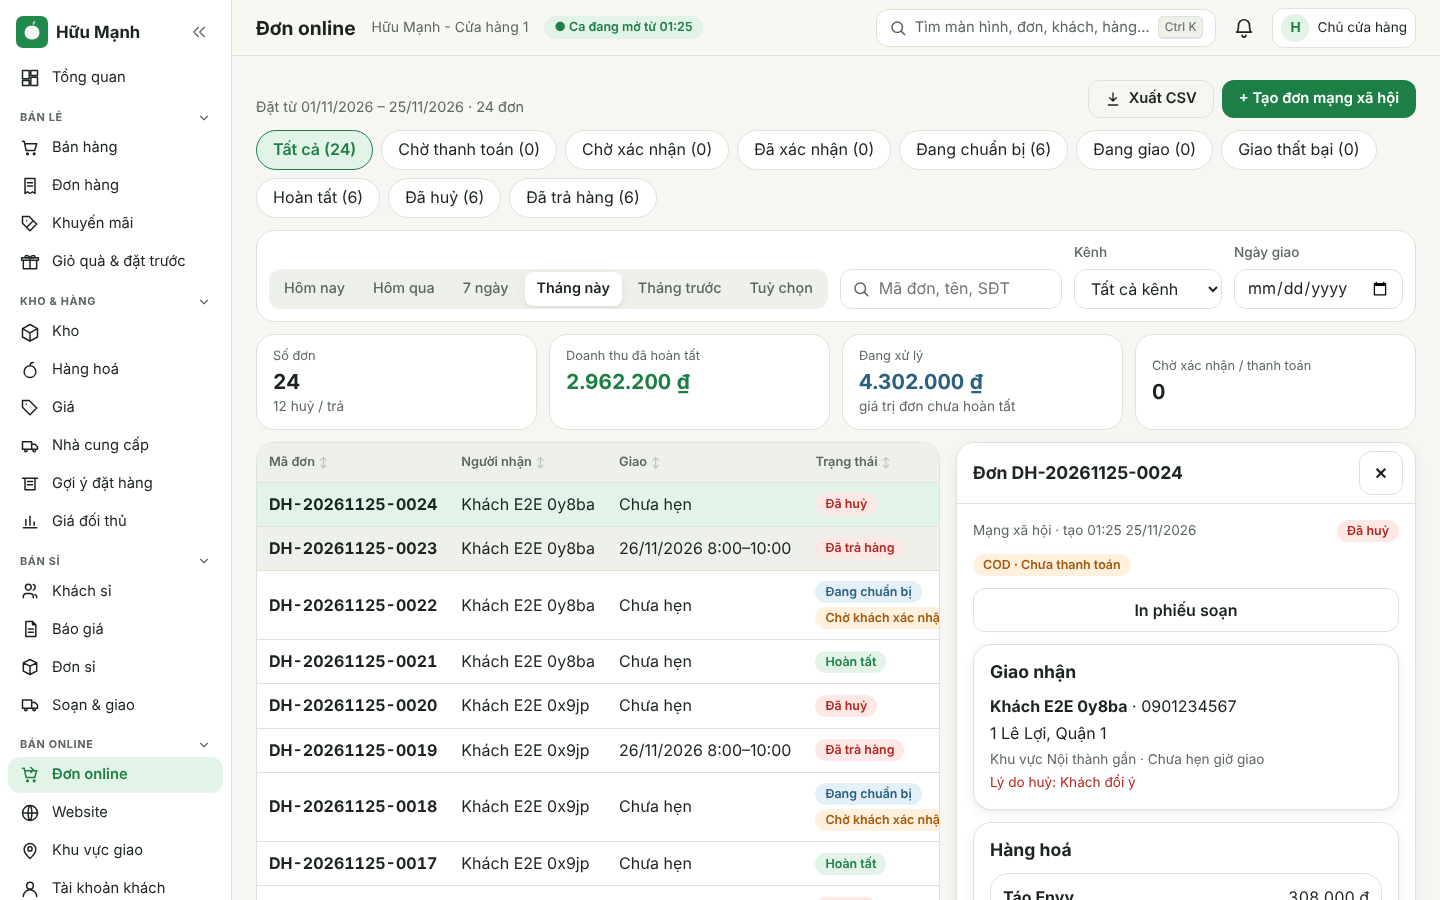 Hữu Mạnh
Tổng quan
BÁN LẺ
Bán hàng
Đơn hàng
Khuyến mãi
Giỏ quà & đặt trước
KHO & HÀNG
Kho
Hàng hoá
Giá
Nhà cung cấp
Gợi ý đặt hàng
Giá đối thủ
BÁN SỈ
Khách sỉ
Báo giá
Đơn sỉ
Soạn & giao
BÁN ONLINE
Đơn online
Website
Khu vực giao
Tài khoản khách
Đơn online
Hữu Mạnh - Cửa hàng 1
Ca đang mở từ 01:25
Tìm màn hình, đơn, khách, hàng...
Ctrl K
H
Chủ cửa hàng
Đặt từ 01/11/2026 – 25/11/2026 · 24 đơn
Xuất CSV
+ Tạo đơn mạng xã hội
Tất cả (24)
Chờ thanh toán (0)
Chờ xác nhận (0)
Đã xác nhận (0)
Đang chuẩn bị (6)
Đang giao (0)
Giao thất bại (0)
Hoàn tất (6)
Đã huỷ (6)
Đã trả hàng (6)
Hôm nay
Hôm qua
7 ngày
Tháng này
Tháng trước
Tuỳ chọn
Mã đơn, tên, SĐT
Kênh
Tất cả kênh
Ngày giao
mm/dd/yyyy
Số đơn
24
12 huỷ / trả
Doanh thu đã hoàn tất
2.962.200 ₫
Đang xử lý
4.302.000 ₫
giá trị đơn chưa hoàn tất
Chờ xác nhận / thanh toán
0
Mã đơn
Người nhận
Giao
Trạng thái
DH-20261125-0024
Khách E2E 0y8ba
Chưa hẹn
Đã huỷ
DH-20261125-0023
Khách E2E 0y8ba
26/11/2026 8:00–10:00
Đã trả hàng
DH-20261125-0022
Khách E2E 0y8ba
Chưa hẹn
Đang chuẩn bị
Chờ khách xác nhậ
DH-20261125-0021
Khách E2E 0y8ba
Chưa hẹn
Hoàn tất
DH-20261125-0020
Khách E2E 0x9jp
Chưa hẹn
Đã huỷ
DH-20261125-0019
Khách E2E 0x9jp
26/11/2026 8:00–10:00
Đã trả hàng
DH-20261125-0018
Khách E2E 0x9jp
Chưa hẹn
Đang chuẩn bị
Chờ khách xác nhậ
DH-20261125-0017
Khách E2E 0x9jp
Chưa hẹn
Hoàn tất
Đơn DH-20261125-0024
Mạng xã hội · tạo 01:25 25/11/2026
Đã huỷ
COD · Chưa thanh toán
In phiếu soạn
Giao nhận
Khách E2E 0y8ba · 0901234567
1 Lê Lợi, Quận 1
Khu vực Nội thành gần · Chưa hẹn giờ giao
Lý do huỷ: Khách đổi ý
Hàng hoá
Táo Envy
308.000 ₫